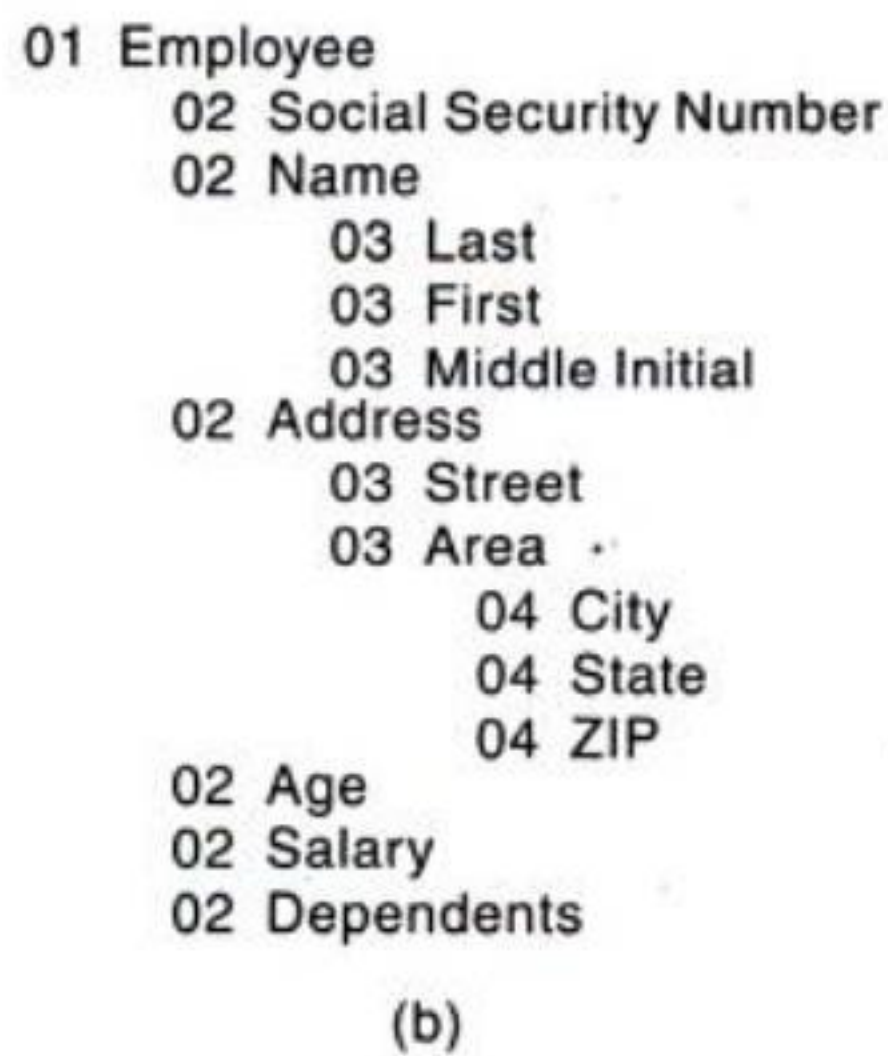 01 Employee
02 Social Security Number
02 Name
03 Last
03 First
03 Middle Initial
02 Address
03 Street
03 Area
04 City
04 State
04 ZIP
02 Age
02 Salary
02 Dependents
(b)